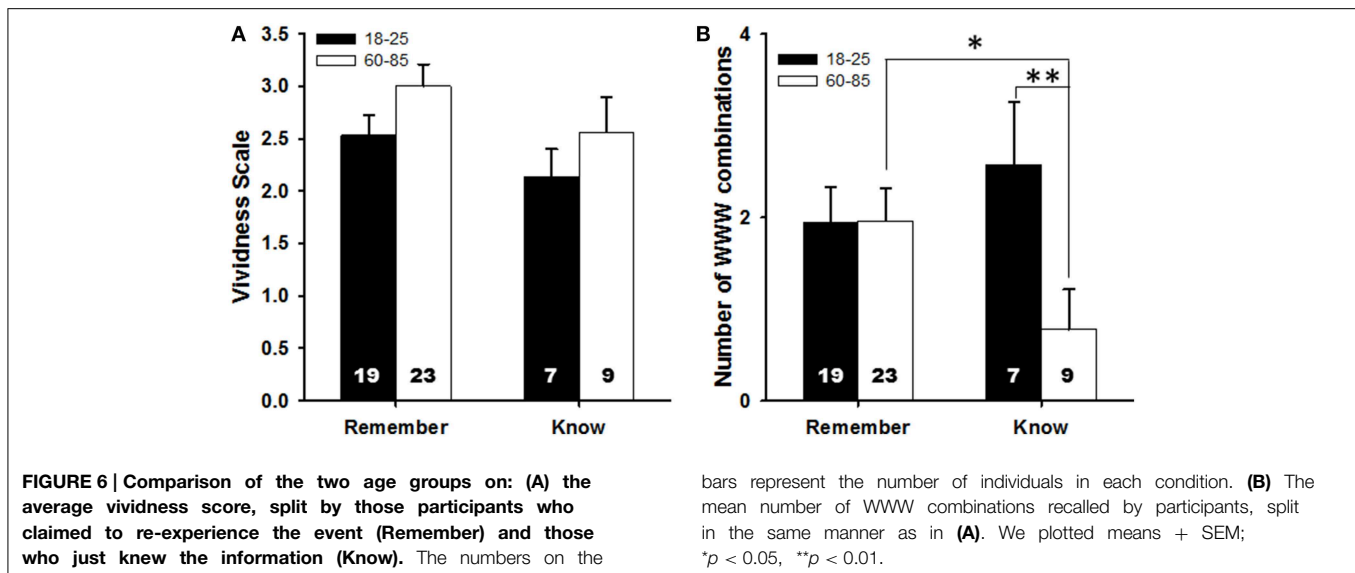 A
18-25
60-85
Vividness Scale
3.5
3.0
2.5
2.0
1.5
1.0
0.5
0.0
19
23
7
9
Remember
Know
B
18-25
60-85
*
**
Number of WWW combinations
4
2
0
19
23
7
9
Remember
Know
FIGURE 6 | Comparison of the two age groups on: (A) the
average vividness score, split by those participants who
claimed to re-experience the event (Remember) and those
who just knew the information (Know). The numbers on the
bars represent the number of individuals in each condition. (B) The
mean number of WWW combinations recalled by participants, split
in the same manner as in (A). We plotted means + SEM;
*p < 0.05, **p < 0.01.